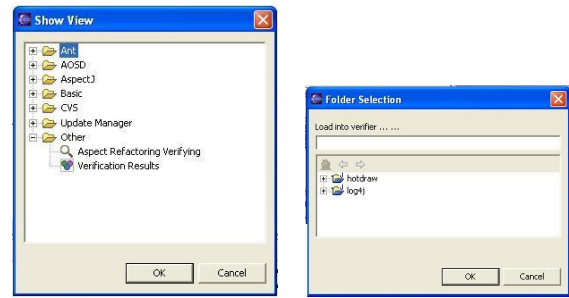 Show View
Ant
AOSD
AspectJ
Basic
CVS
Update Manager
Other
Aspect Refactoring Verifying
Verification Results
OK Cancel
Folder Selection
Load into verifier ... ...
hotdraw
log4j
OK Cancel